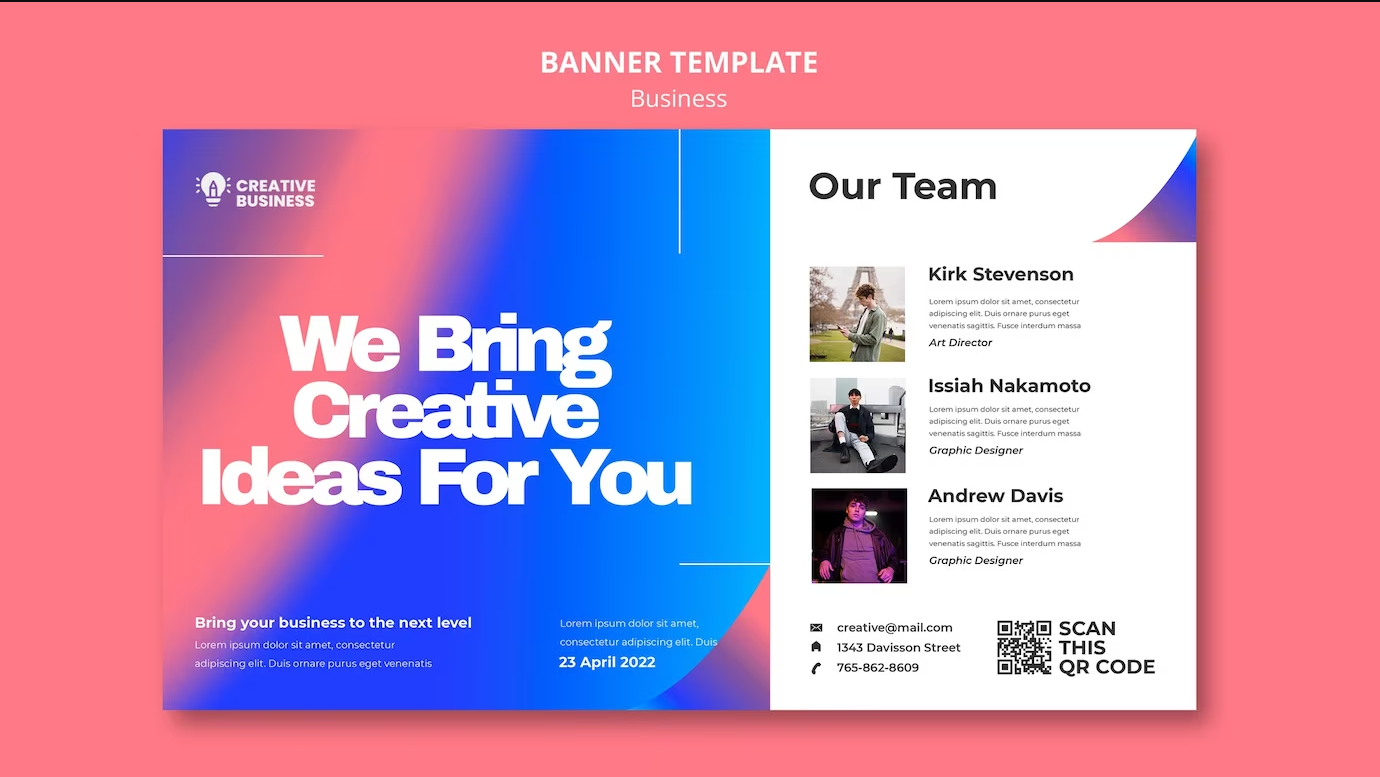 BANNER TEMPLATE
Business
CREATIVE
BUSINESS
We Bring
Creative
Ideas For You
Bring your business to the next level
Lorem ipsum dolor sit amet, consectetur
adipiscing elit. Duis ornare purus eget venenatis
Lorem ipsum dolor sit amet,
consectetur adipiscing elit. Duis
23 April 2022
Our Team
Kirk Stevenson
Lorem ipsum dolor sit amet, consectetur
adipiscing elit. Duis ornare purus eget
venenatis sagittis. Fusce interdum massa
Art Director
Issiah Nakamoto
Lorem ipsum dolor sit amet, consectetur
adipiscing elit. Duis ornare purus eget
venenatis sagittis. Fusce interdum massa
Graphic Designer
Andrew Davis
Lorem ipsum dolor sit amet, consectetur
adipiscing elit. Duis ornare purus eget
venenatis sagittis. Fusce interdum massa
Graphic Designer
creative@mail.com
1343 Davisson Street
765-862-8609
SCAN
THIS
QR CODE